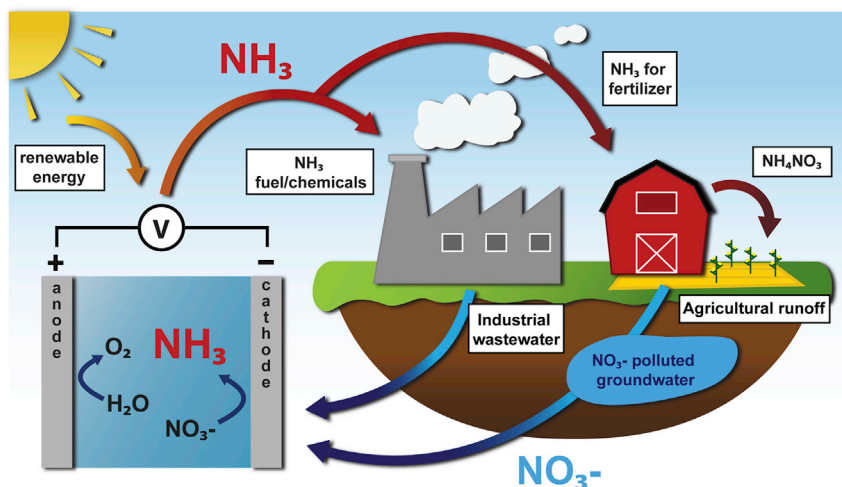 NH₃
NH₃ for
fertilizer
renewable
energy
NH₃
fuel/chemicals
NH₄NO₃
V
+
−
anode
cathode
O₂
NH₃
H₂O
NO₃-
Industrial
wastewater
Agricultural runoff
NO₃- polluted
groundwater
NO₃-